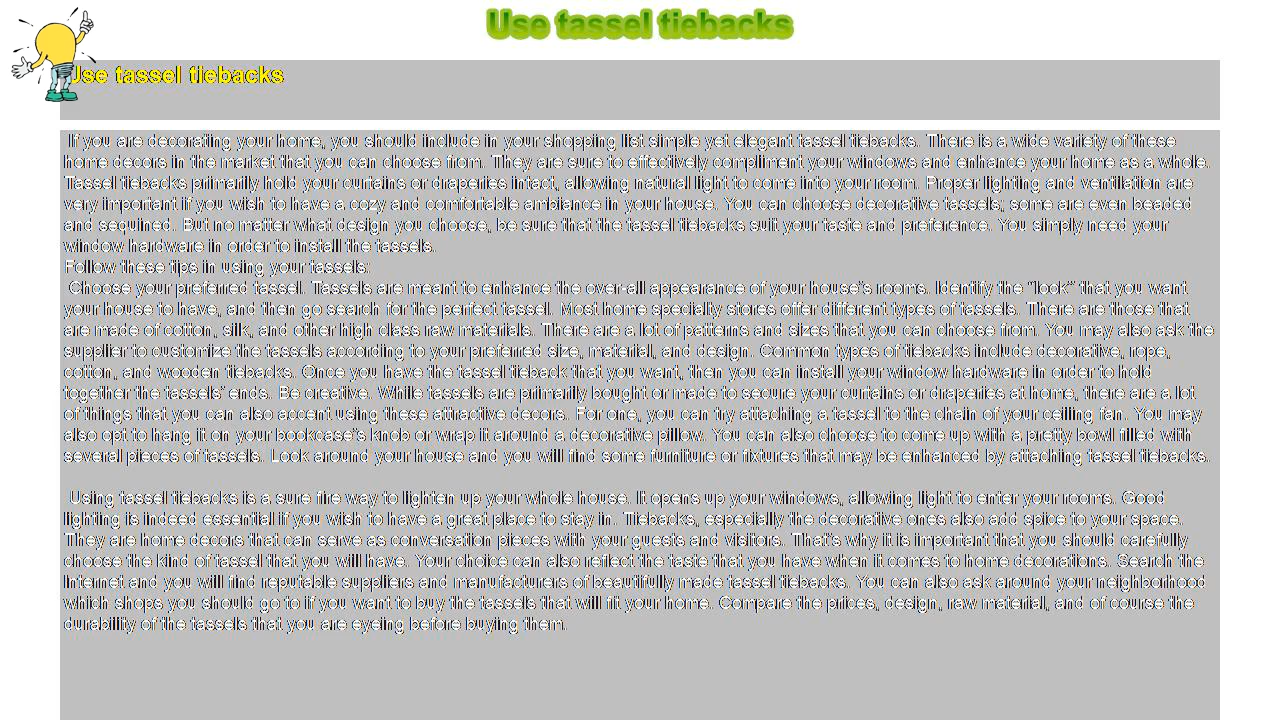 Use tassel tiebacks
Use tassel tiebacks
If you are decorating your home, you should include in your shopping list simple yet elegant tassel tiebacks. There is a wide variety of these
home decors in the market that you can choose from. They are sure to effectively compliment your windows and enhance your home as a whole.
Tassel tiebacks primarily hold your curtains or draperies intact, allowing natural light to come into your room. Proper lighting and ventilation are
very important if you wish to have a cozy and comfortable ambiance in your house. You can choose decorative tassels; some are even beaded
and sequined. But no matter what design you choose, be sure that the tassel tiebacks suit your taste and preference. You simply need your
window hardware in order to install the tassels.
Follow these tips in using your tassels:
Choose your preferred tassel. Tassels are meant to enhance the over-all appearance of your house"s rooms. Identify the "look" that you want
your house to have, and then go search for the perfect tassel. Most home specialty stores offer different types of tassels. There are those that
are made of cotton, silk, and other high class raw materials. There are a lot of patterns and sizes that you can choose from. You may also ask the
supplier to customize the tassels according to your preferred size, material, and design. Common types of tiebacks include decorative, rope,
cotton, and wooden tiebacks. Once you have the tassel tieback that you want, then you can install your window hardware in order to hold
together the tassels" ends. Be creative. While tassels are primarily bought or made to secure your curtains or draperies at home, there are a lot
of things that you can also accent using these attractive decors. For one, you can try attaching a tassel to the chain of your ceiling fan. You may
also opt to hang it on your bookcase"s knob or wrap it around a decorative pillow. You can also choose to come up with a pretty bowl filled with
several pieces of tassels. Look around your house and you will find some furniture or fixtures that may be enhanced by attaching tassel tiebacks.
Using tassel tiebacks is a sure fire way to lighten up your whole house. It opens up your windows, allowing light to enter your rooms. Good
lighting is indeed essential if you wish to have a great place to stay in. Tiebacks, especially the decorative ones also add spice to your space.
They are home decors that can serve as conversation pieces with your guests and visitors. That"s why it is important that you should carefully
choose the kind of tassel that you will have. Your choice can also reflect the taste that you have when it comes to home decorations. Search the
Internet and you will find reputable suppliers and manufacturers of beautifully made tassel tiebacks. You can also ask around your neighborhood
which shops you should go to if you want to buy the tassels that will fit your home. Compare the prices, design, raw material, and of course the
durability of the tassels that you are eyeing before buying them.